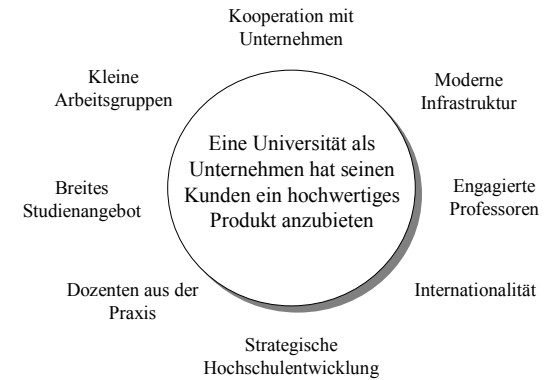 Kooperation mit
Unternehmen
Kleine
Arbeitsgruppen
Moderne
Infrastruktur
Eine Universität als
Unternehmen hat seinen
Kunden ein hochwertiges
Produkt anzubieten
Breites
Studienangebot
Engagierte
Professoren
Dozenten aus der
Praxis
Internationalität
Strategische
Hochschulentwicklung